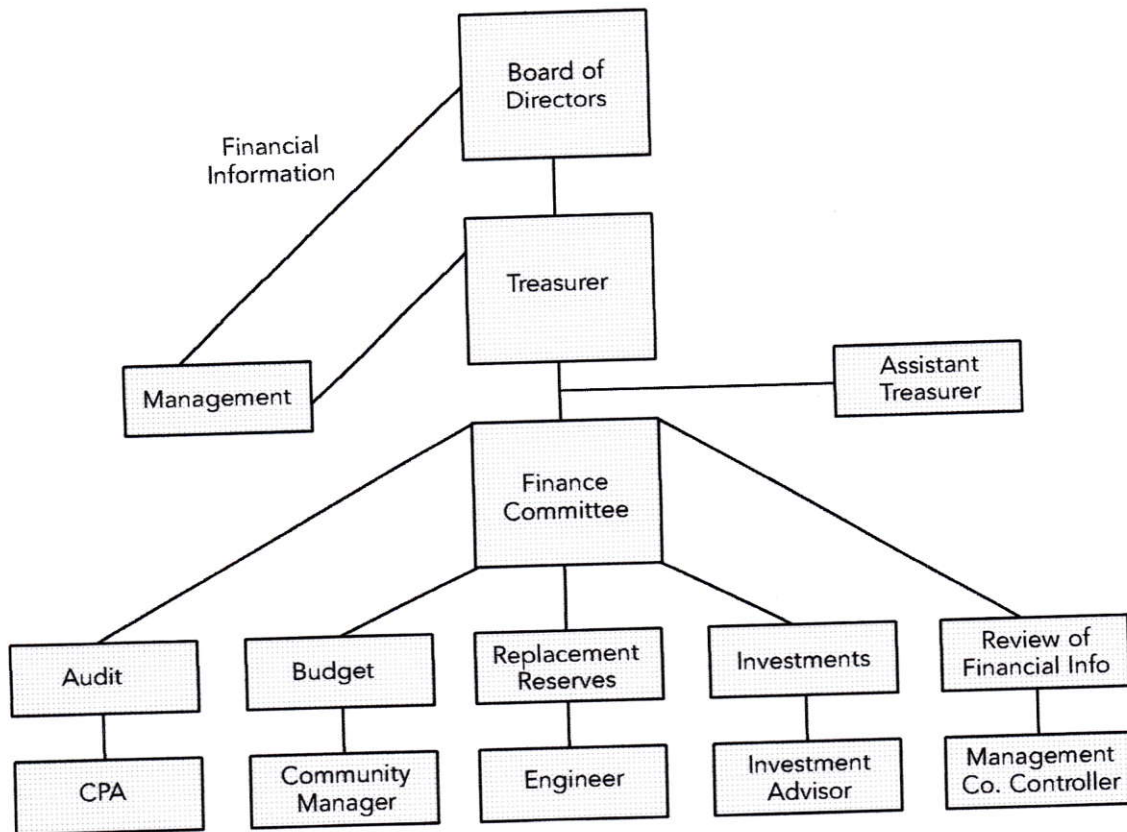 Board of
Directors
Financial
Information
Treasurer
Management
Assistant
Treasurer
Finance
Committee
Audit
Budget
Replacement
Reserves
Investments
Review of
Financial Info
CPA
Community
Manager
Engineer
Investment
Advisor
Management
Co. Controller